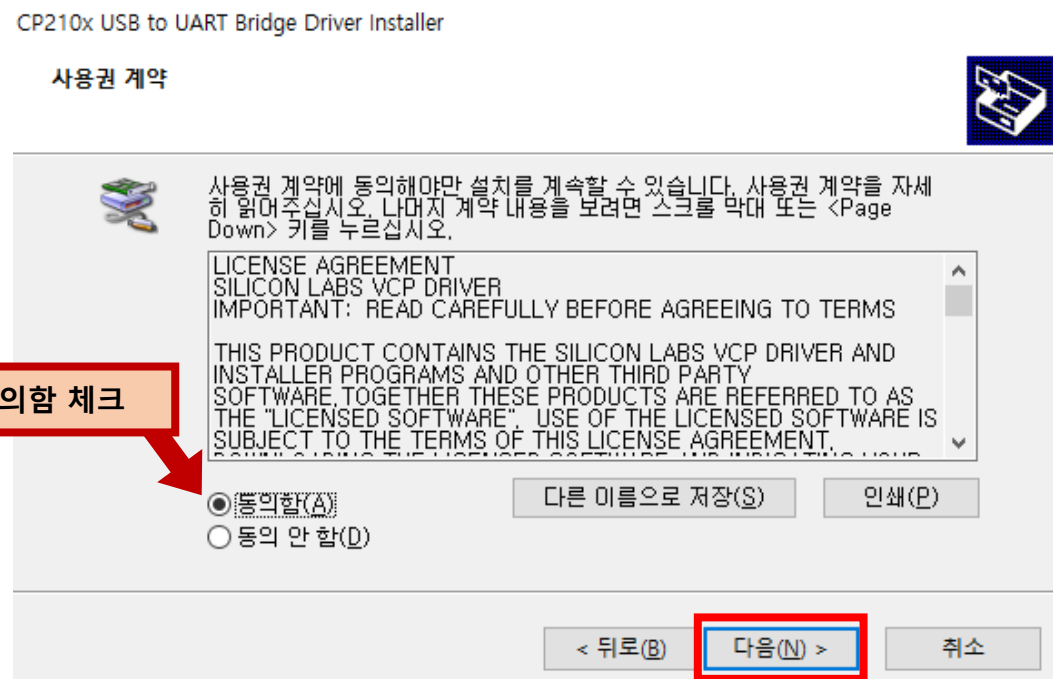 CP210x USB to UART Bridge Driver Installer
사용권 계약
사용권 계약에 동의해야만 설치를 계속할 수 있습니다. 사용권 계약을 자세
히 읽어주십시오. 나머지 계약 내용을 보려면 스크롤 막대 또는 <Page
Down> 키를 누르십시오.
LICENSE AGREEMENT
SILICON LABS VCP DRIVER
IMPORTANT: READ CAREFULLY BEFORE AGREEING TO TERMS
THIS PRODUCT CONTAINS THE SILICON LABS VCP DRIVER AND
INSTALLER PROGRAMS AND OTHER THIRD PARTY
SOFTWARE.TOGETHER THESE PRODUCTS ARE REFERRED TO AS
THE "LICENSED SOFTWARE". USE OF THE LICENSED SOFTWARE IS
SUBJECT TO THE TERMS OF THIS LICENSE AGREEMENT.
의함 체크
동의함(A)
다른 이름으로 저장(S)
인쇄(P)
동의 안 함(D)
< 뒤로(B)
다음(N) >
취소